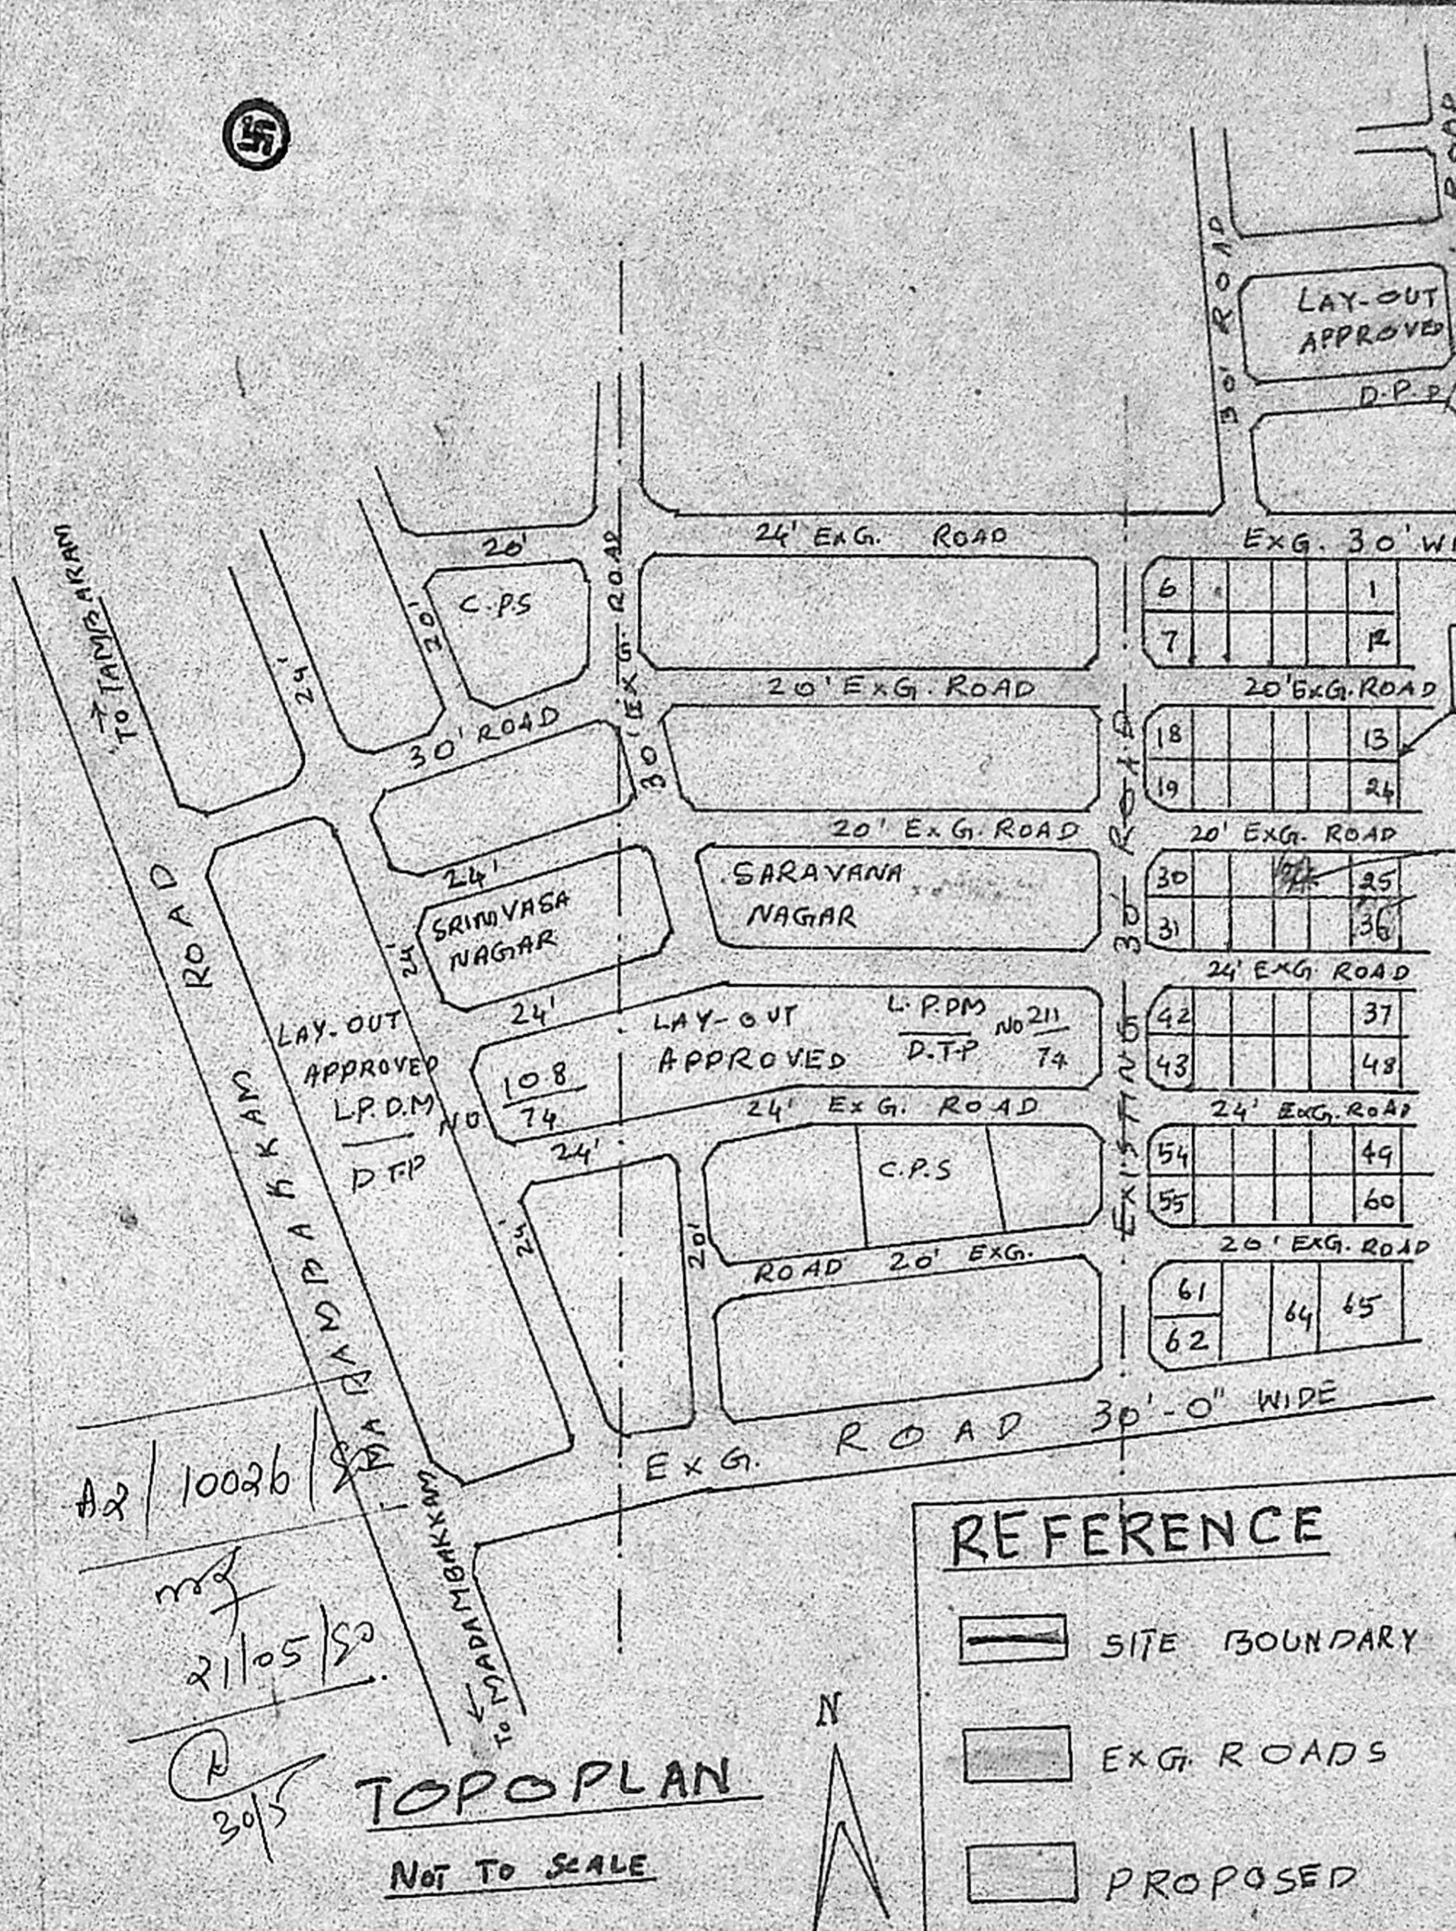 ROAD
30' ROAD
LAY-OUT
APPROVED
20'
24' EXG. ROAD
EXG. 30' WI
→ TO TAMBARAM
24'
20'
C.P.S
30' EXG. ROAD
6
1
7
12
30' ROAD
20' EXG. ROAD
20' EXG. ROAD
18
13
19
24
20' EXG. ROAD
20' EXG. ROAD
24'
SARAVANA
NAGAR
30
25
31
36
SRINIVASA
NAGAR
24'
24' EXG ROAD
24'
LAY-OUT
APPROVED
L.P.DM
D.T.P
NO
108
74
LAY-OUT
APPROVED
L.P.DM
D.T.P
NO 211
74
42
37
43
48
24' EXG. ROAD
24' EXG. ROAD
24'
C.P.S
54
49
55
60
24'
20'
ROAD 20' EXG.
20' EXG. ROAD
30' ROAD
EXISTING
61
62
64
65
MADAMBAKKAM ROAD
EXG. ROAD 30'-0" WIDE
A2/10026/80
21/05/80
30/5
← TO MADAMBAKKAM
TOPO PLAN
NOT TO SCALE
N
REFERENCE
SITE BOUNDARY
EXG. ROADS
PROPOSED